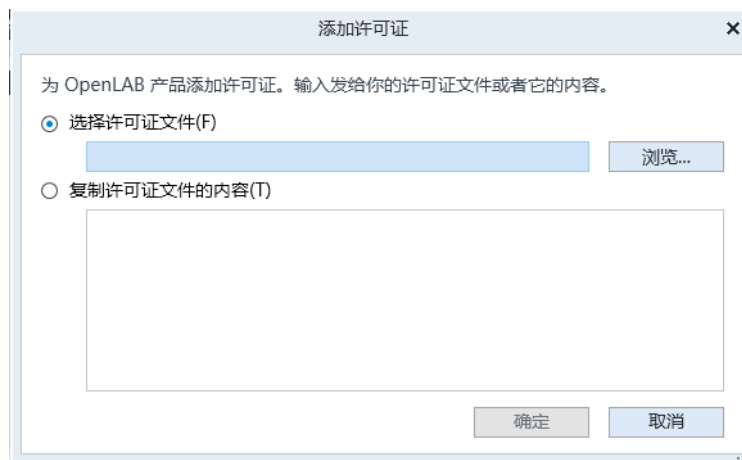 添加许可证
为 OpenLAB 产品添加许可证。输入发给你的许可证文件或者它的内容。
选择许可证文件(F)
浏览...
复制许可证文件的内容(T)
确定 取消